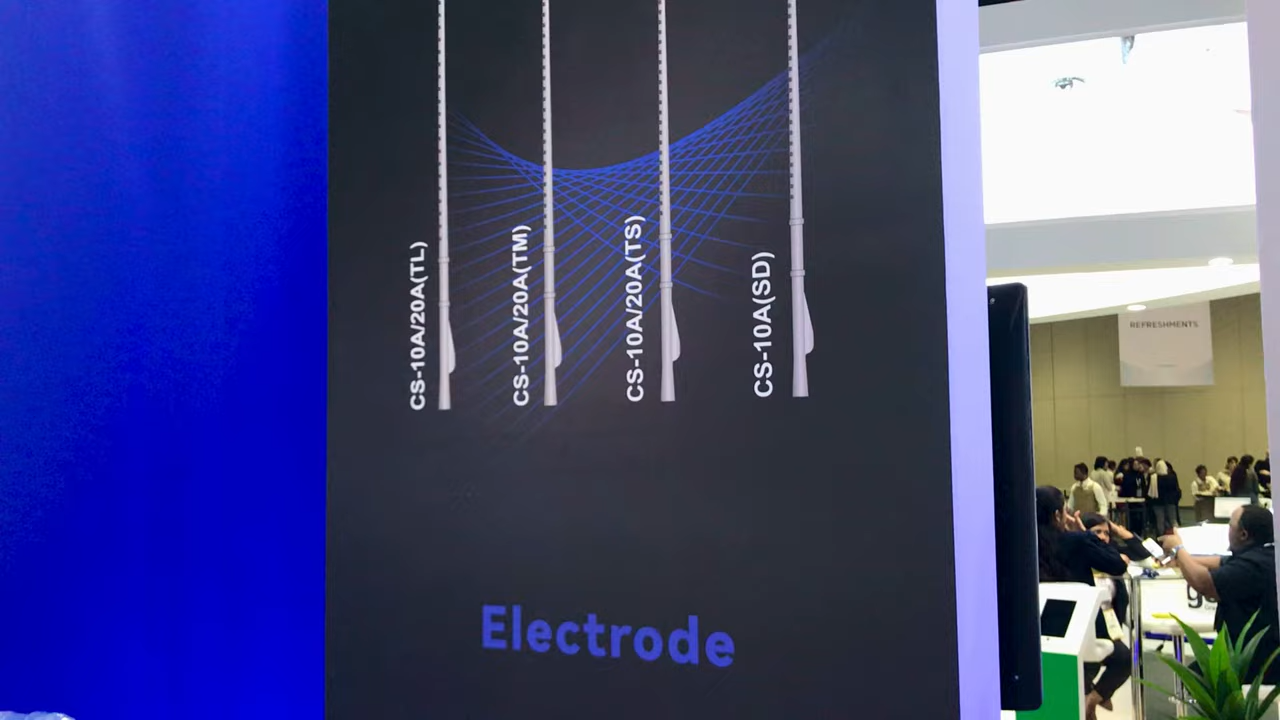 CS-10A/20A(TL)
CS-10A/20A(TM)
CS-10A/20A(TS)
CS-10A(SD)
Electrode
REFRESHMENTS